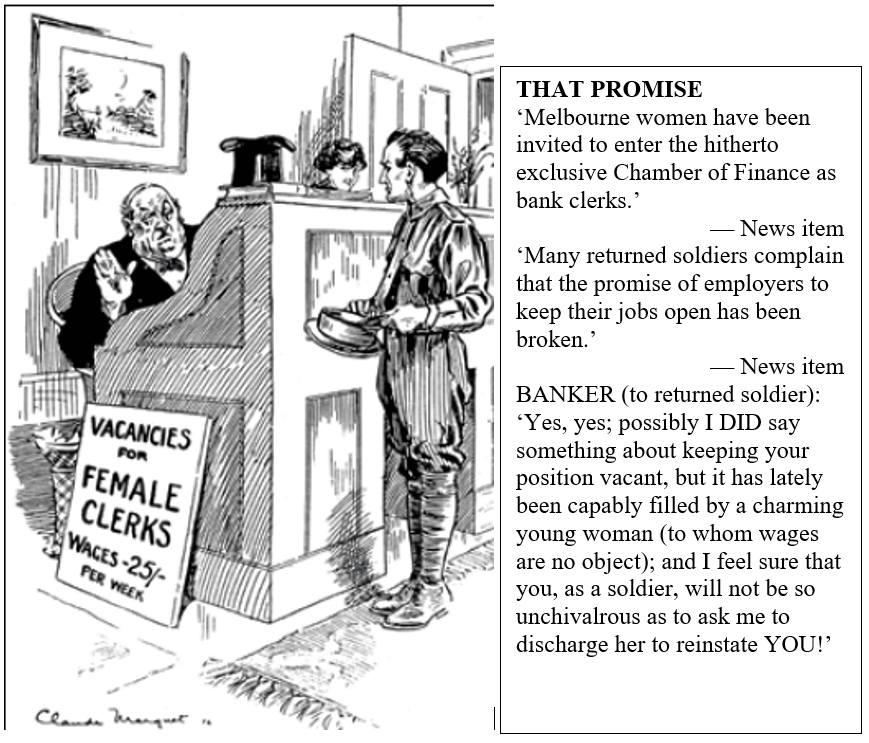 VACANCIES
FOR
FEMALE
CLERKS
WAGES -25/-
PER WEEK
Claude Marquet
THAT PROMISE
‘Melbourne women have been
invited to enter the hitherto
exclusive Chamber of Finance as
bank clerks.’
— News item
‘Many returned soldiers complain
that the promise of employers to
keep their jobs open has been
broken.’
— News item
BANKER (to returned soldier):
‘Yes, yes; possibly I DID say
something about keeping your
position vacant, but it has lately
been capably filled by a charming
young woman (to whom wages
are no object); and I feel sure that
you, as a soldier, will not be so
unchivalrous as to ask me to
discharge her to reinstate YOU!’